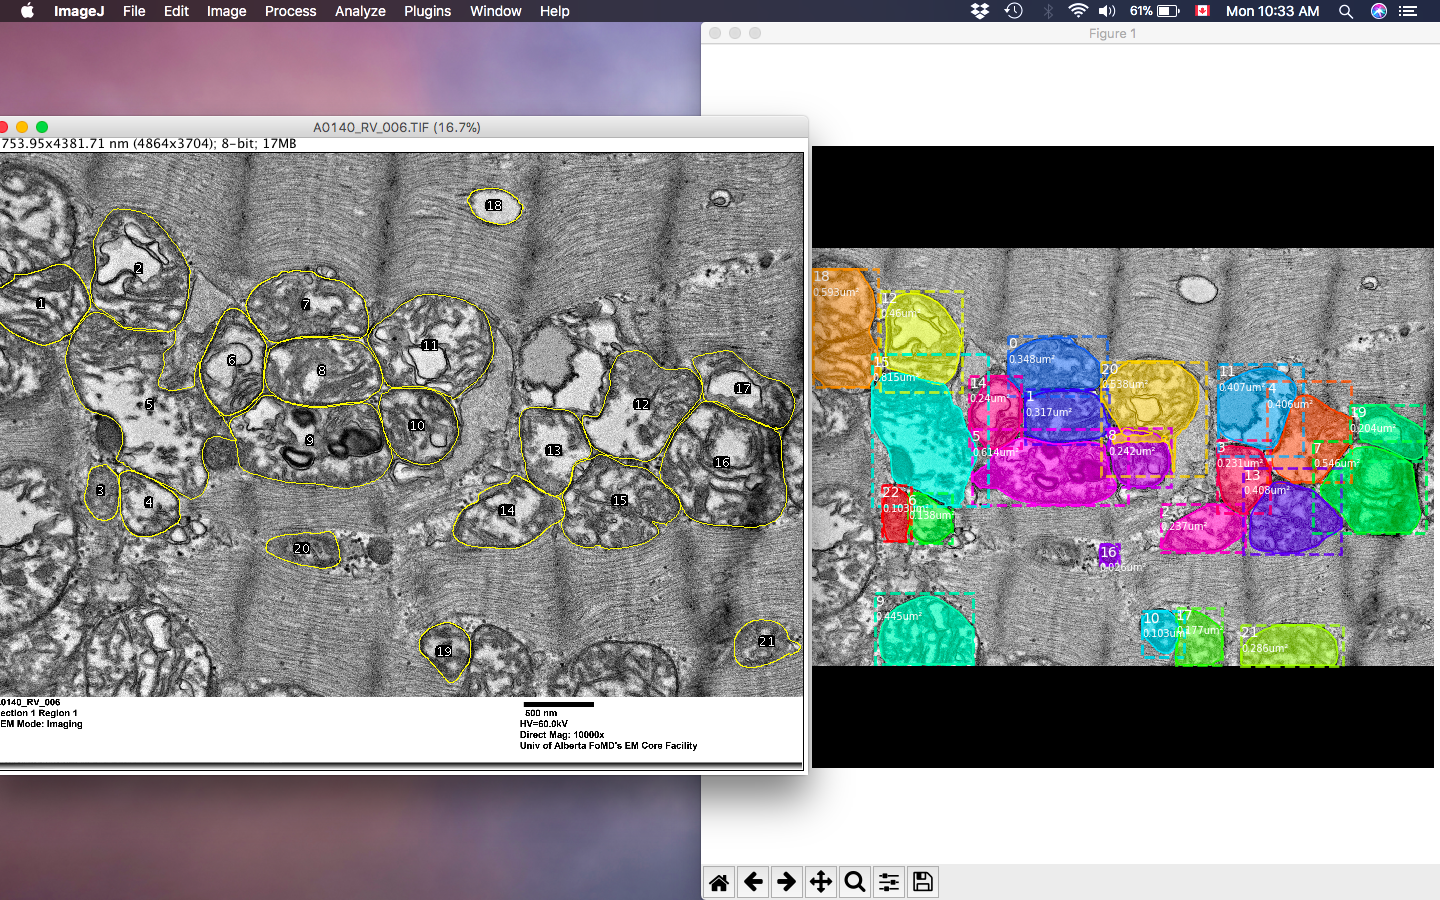 ImageJ File Edit Image Process Analyze Plugins Window Help 61% Mon 10:33 AM
Figure 1
A0140_RV_006.TIF (16.7%)
753.95x4381.71 nm (4864x3704); 8-bit; 17MB
18
2
1
7
11
6
8
17
5
12
10
9
13
16
3
4
14
15
20
19
21
.0140_RV_006
ection 1 Region 1
EM Mode: Imaging
500 nm
HV=60.0kV
Direct Mag: 10000x
Univ of Alberta FoMD's EM Core Facility
18
0.593um²
12
0.46um²
0
0.348um²
15
0.815um²
14
0.24um²
20
0.538um²
11
0.407um²
4
0.406um²
1
0.317um²
19
0.204um²
5
0.614um²
8
0.242um²
3
0.231um²
7
0.546um²
13
0.408um²
22
0.103um²
6
0.138um²
2
0.237um²
16
0.026um²
9
0.445um²
10
0.103um²
17
0.177um²
21
0.286um²